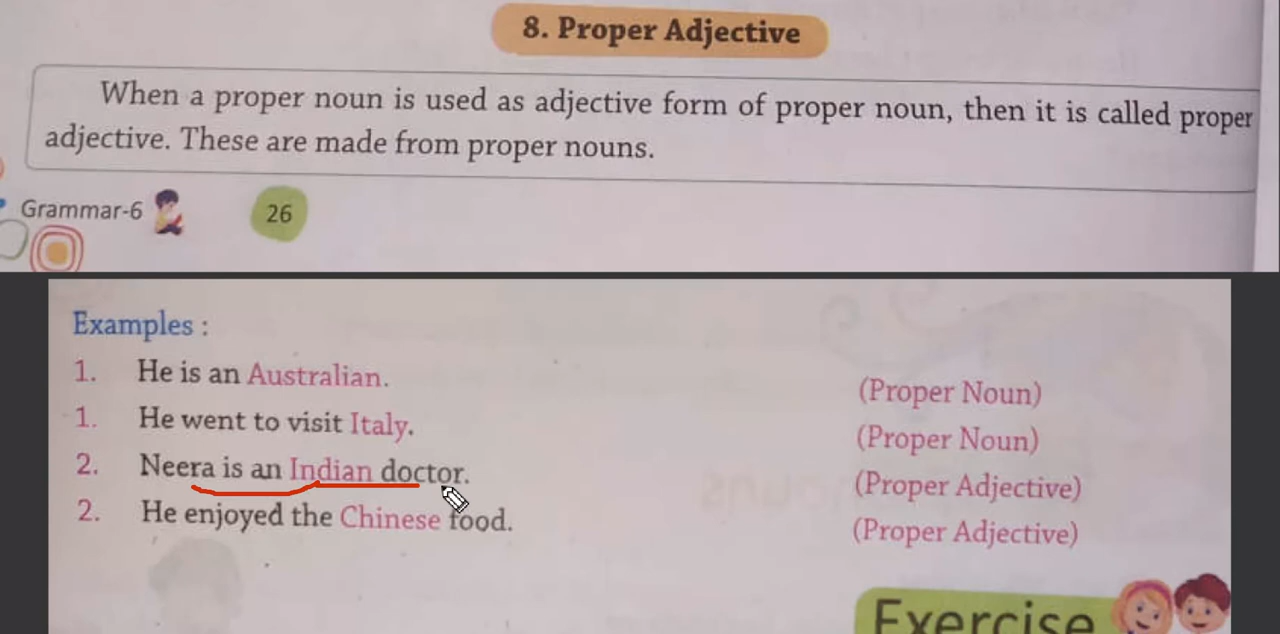 8. Proper Adjective
When a proper noun is used as adjective form of proper noun, then it is called proper
adjective. These are made from proper nouns.
Grammar-6
26
Examples :
1. He is an Australian. (Proper Noun)
1. He went to visit Italy. (Proper Noun)
2. Neera is an Indian doctor. (Proper Adjective)
2. He enjoyed the Chinese food. (Proper Adjective)
Exercise